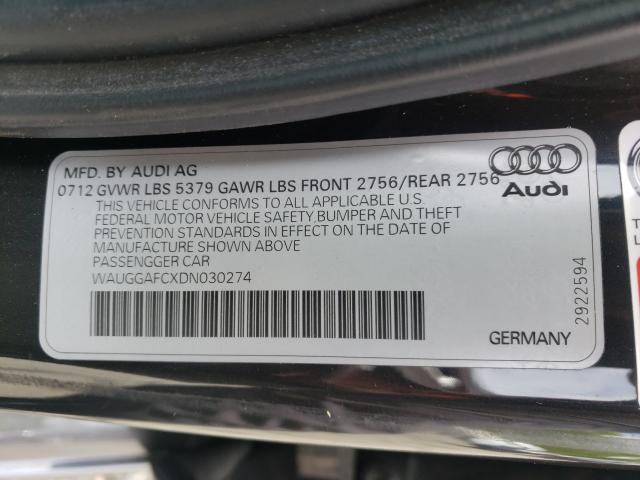 MFD. BY AUDI AG
0712 GVWR LBS 5379 GAWR LBS FRONT 2756/REAR 2756
THIS VEHICLE CONFORMS TO ALL APPLICABLE U.S.
FEDERAL MOTOR VEHICLE SAFETY,BUMPER AND THEFT
PREVENTION STANDARDS IN EFFECT ON THE DATE OF
MANUFACTURE SHOWN ABOVE
PASSENGGER CAR
WAUGGAFCXDN030274
Audi
2922594
GERMANY